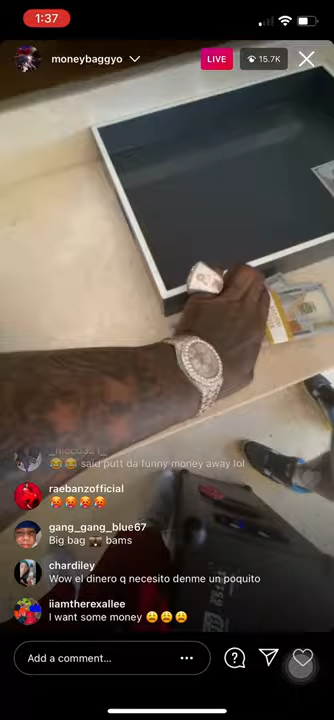 1:37
moneybaggyo
LIVE
15.7K
😂😂 said putt da funny money away lol
raebanzofficial
🥵🥵🥵🥵
gang_gang_blue67
Big bag 💼 bams
chardiley
Wow el dinero q necesito denme un poquito
iiamtherexallee
I want some money 😩😩😩
Add a comment...